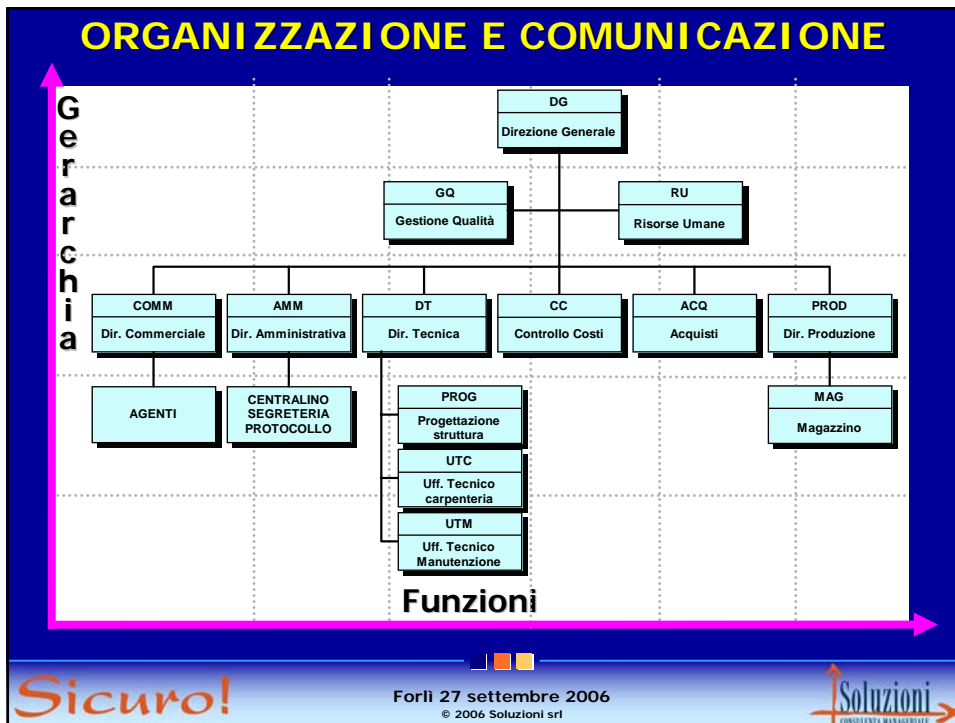 ORGANIZZAZIONE E COMUNICAZIONE
Gerarchia
DG
Direzione Generale
GQ
Gestione Qualità
RU
Risorse Umane
COMM
Dir. Commerciale
AMM
Dir. Amministrativa
DT
Dir. Tecnica
CC
Controllo Costi
ACQ
Acquisti
PROD
Dir. Produzione
AGENTI
CENTRALINO
SEGRETERIA
PROTOCOLLO
PROG
Progettazione
struttura
UTC
Uff. Tecnico
carpenteria
UTM
Uff. Tecnico
Manutenzione
MAG
Magazzino
Funzioni
Sicuro!
Forlì 27 settembre 2006
© 2006 Soluzioni srl
Soluzioni
CONSULENZA MANAGERIALE